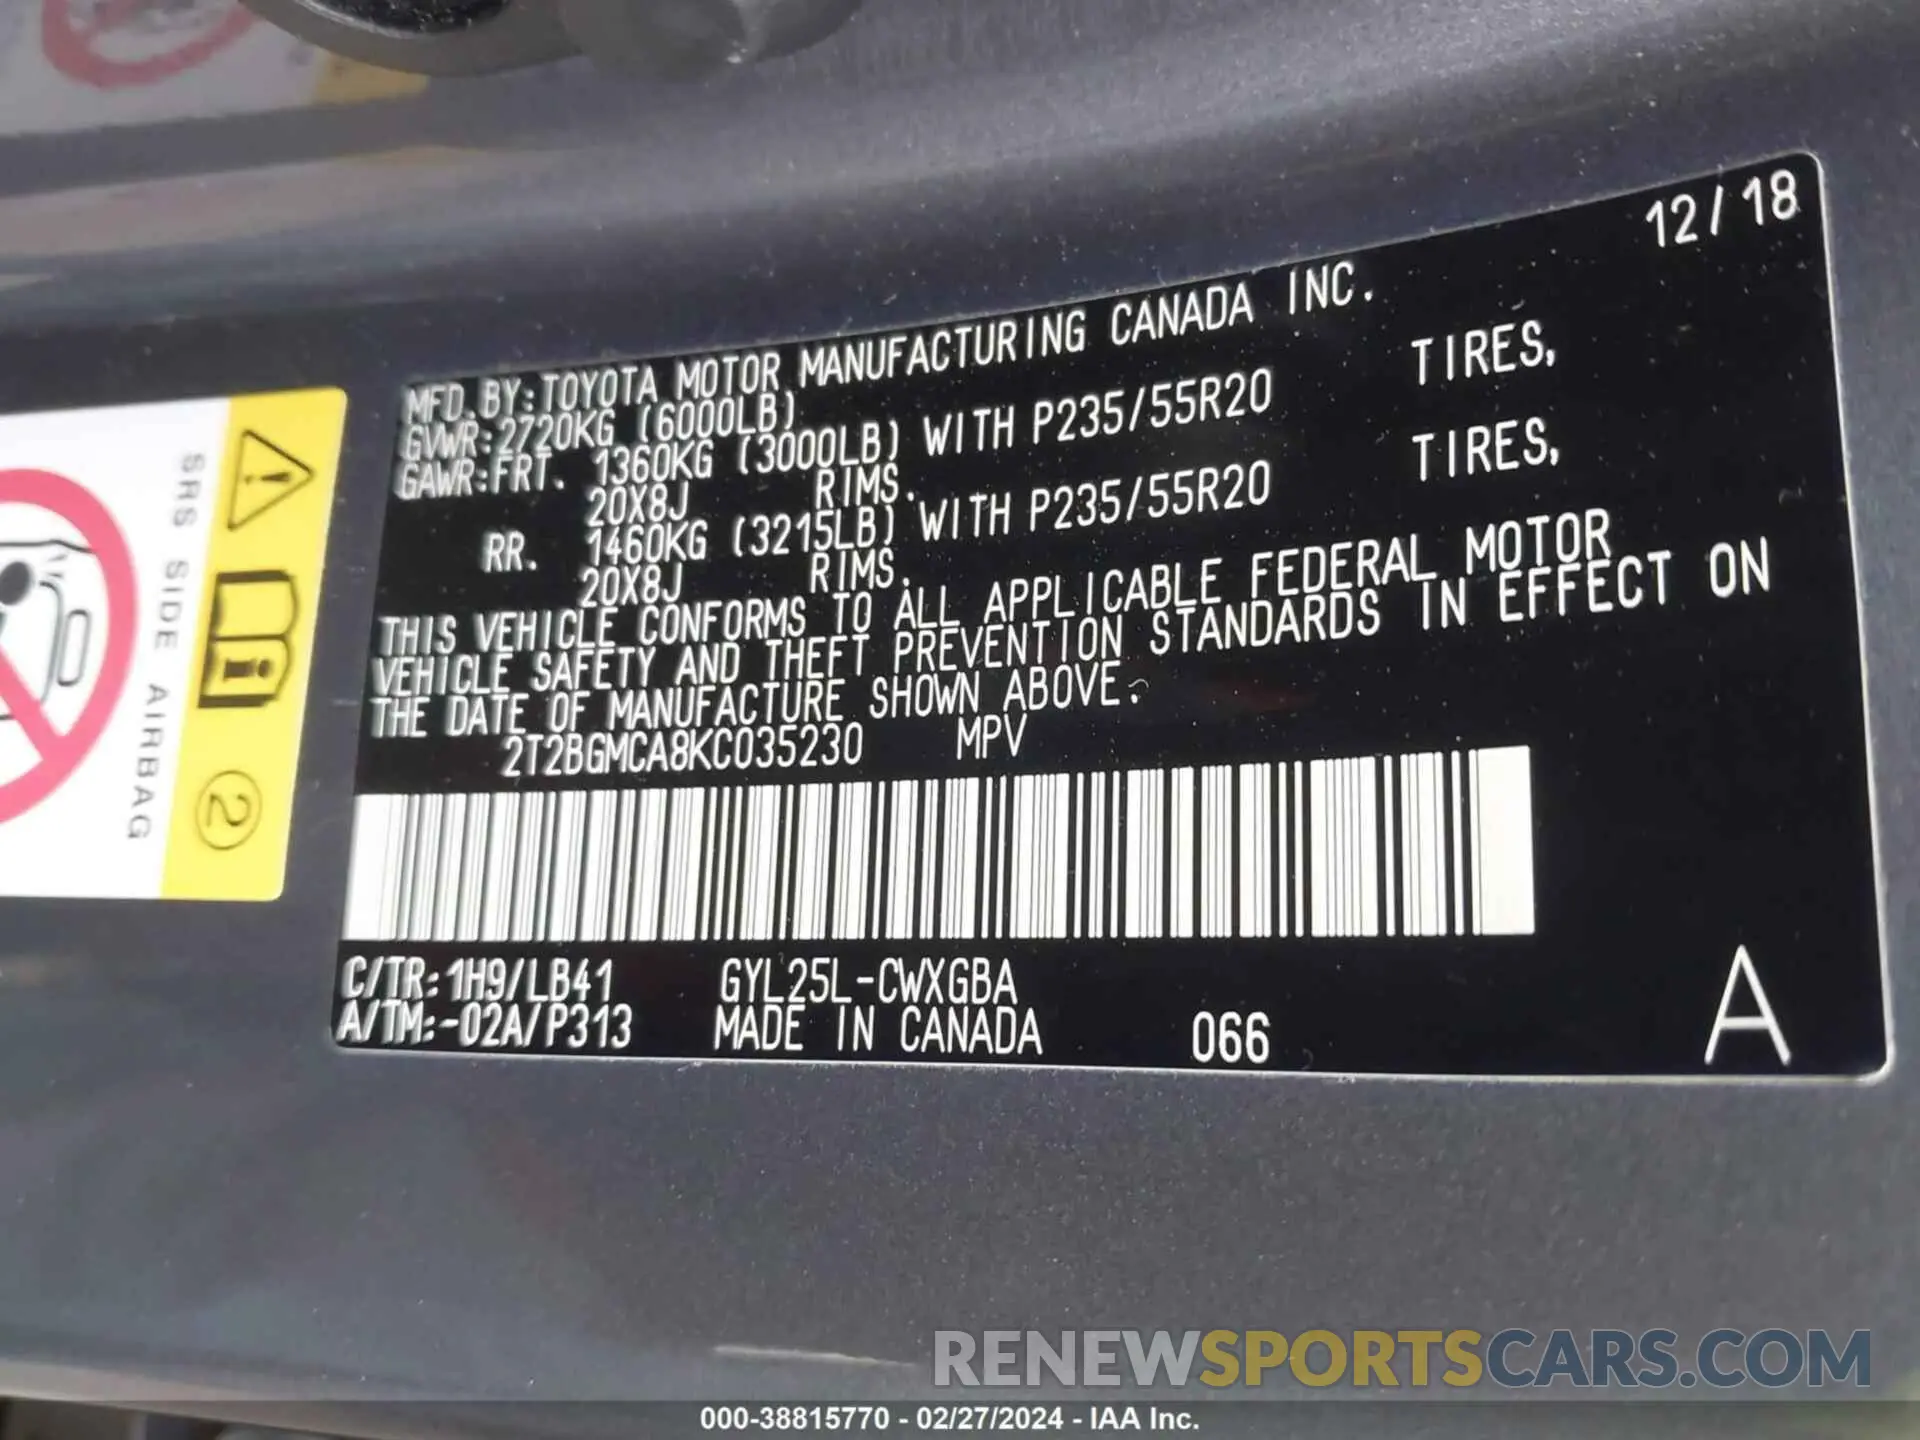 12/18
MFD.BY:TOYOTA MOTOR MANUFACTURING CANADA INC.
GVWR:2720KG (6000LB)
GAWR:FRT. 1360KG (3000LB) WITH P235/55R20 TIRES,
20X8J RIMS.
RR. 1460KG (3215LB) WITH P235/55R20 TIRES,
20X8J RIMS.
THIS VEHICLE CONFORMS TO ALL APPLICABLE FEDERAL MOTOR
VEHICLE SAFETY AND THEFT PREVENTION STANDARDS IN EFFECT ON
THE DATE OF MANUFACTURE SHOWN ABOVE.
2T2BGMCA8KC035230 MPV
C/TR:1H9/LB41 GYL25L-CWXGBA
A/TM:-02A/P313 MADE IN CANADA 066
A
SRS SIDE AIRBAG
2
RENEWSPORTSCARS.COM
000-38815770 - 02/27/2024 - IAA Inc.